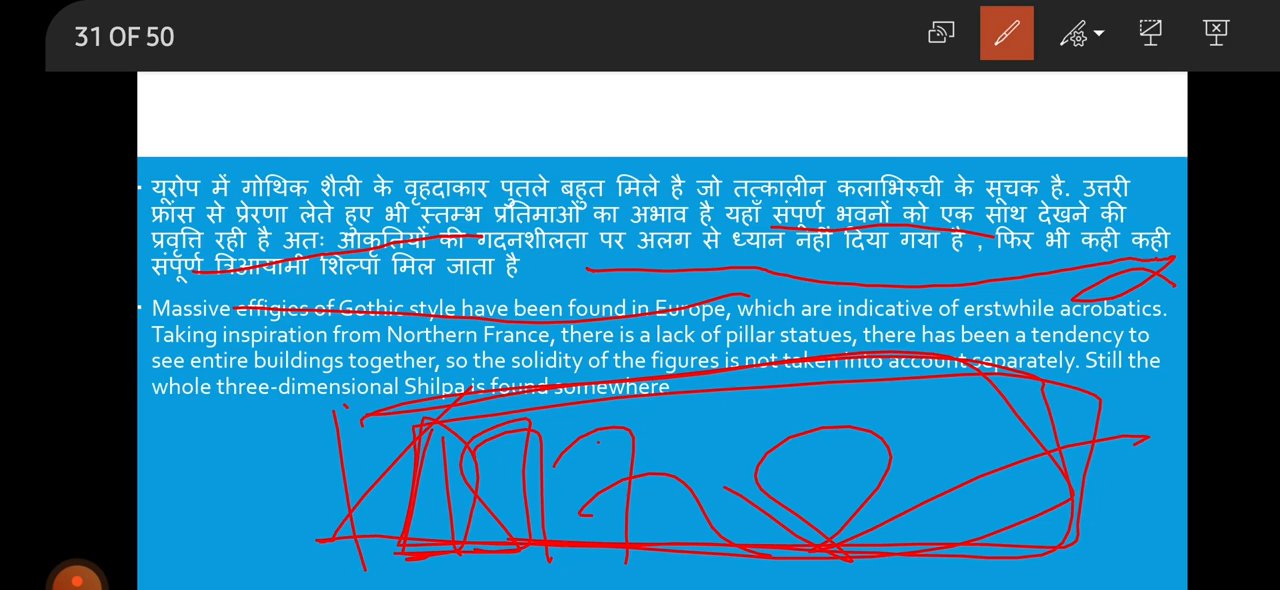 31 OF 50
यूरोप में गोथिक शैली के वृहदाकार पुतले बहुत मिले है जो तत्कालीन कलाभिरुची के सूचक है. उत्तरी
फ्रांस से प्रेरणा लेते हुए भी स्तम्भ प्रतिमाओं का अभाव है यहाँ संपूर्ण भवनों को एक साथ देखने की
प्रवृत्ति रही है अतः आकृतियों की गदनशीलता पर अलग से ध्यान नहीं दिया गया है , फिर भी कही कही
संपूर्ण त्रिआयामी शिल्पा मिल जाता है
Massive effigies of Gothic style have been found in Europe, which are indicative of erstwhile acrobatics.
Taking inspiration from Northern France, there is a lack of pillar statues, there has been a tendency to
see entire buildings together, so the solidity of the figures is not taken into account separately. Still the
whole three-dimensional Shilpa is found somewhere